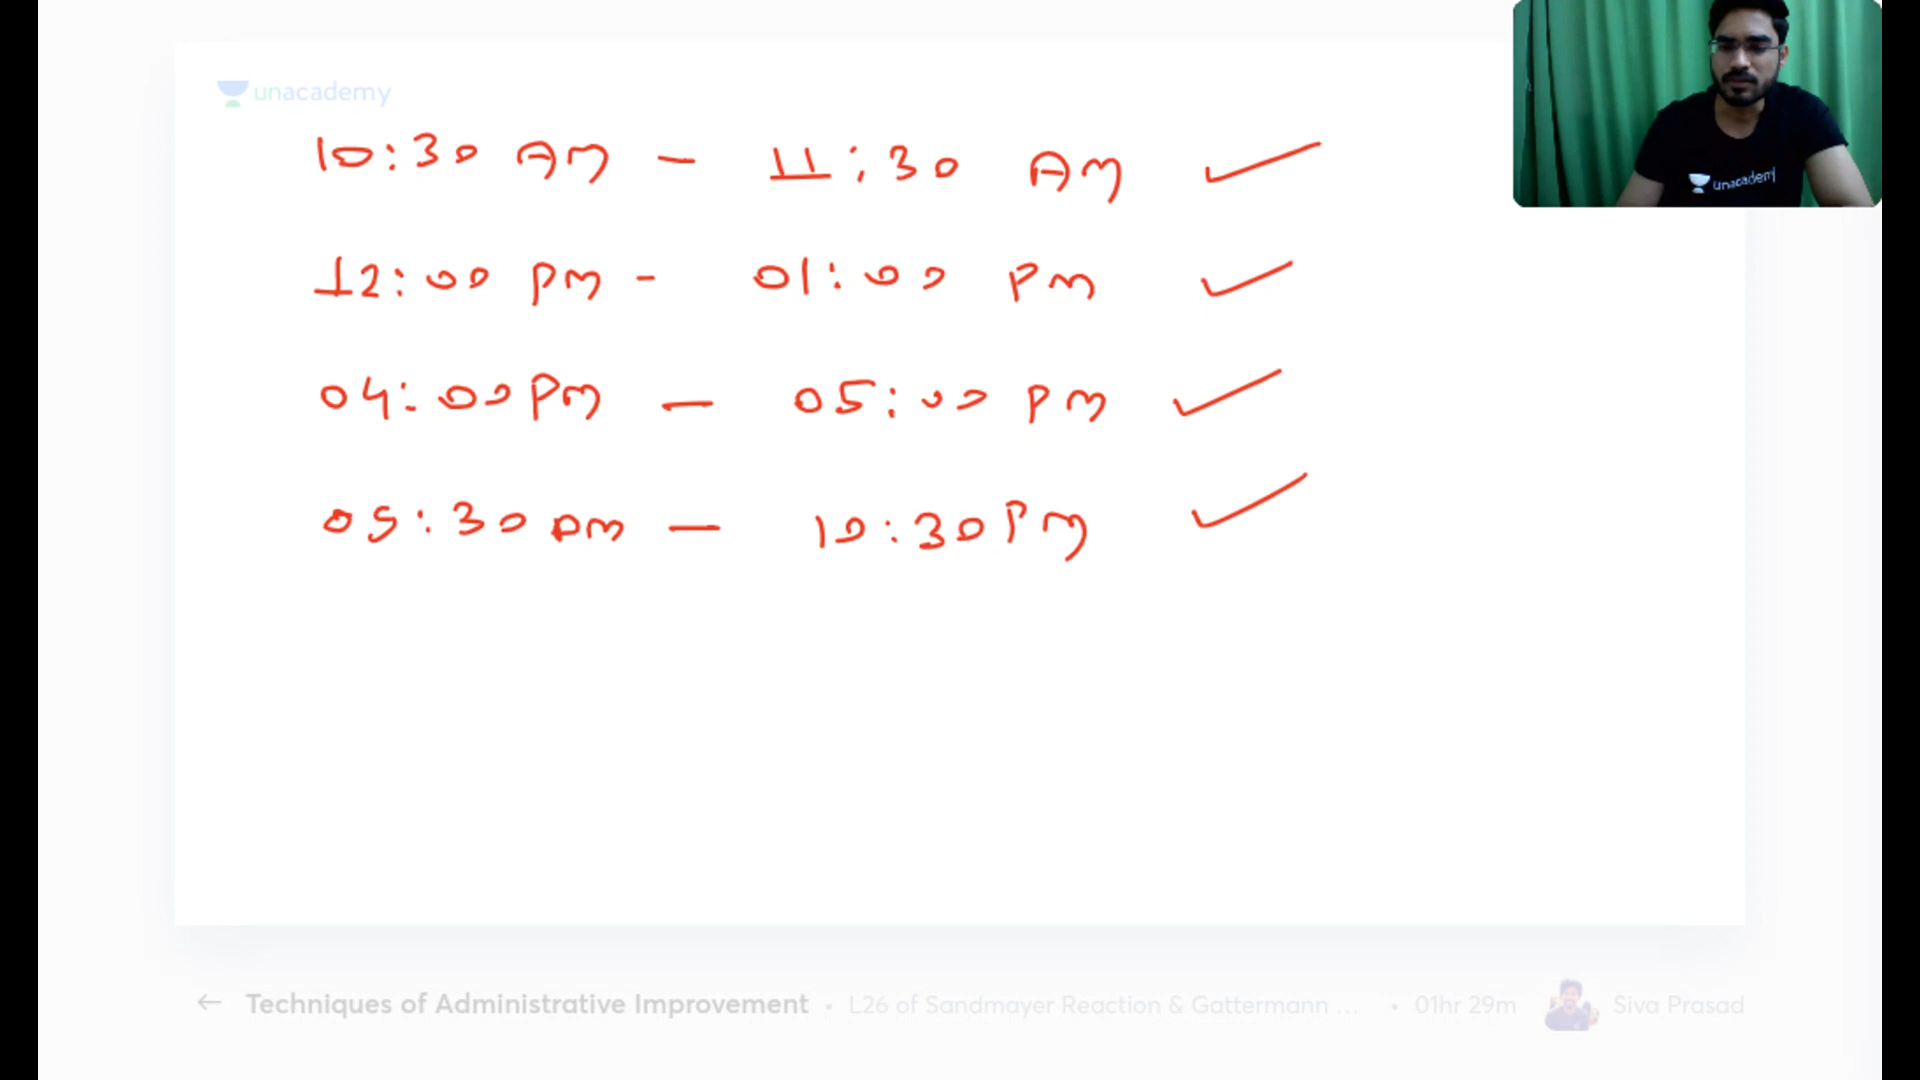 unacademy
10:30 AM - 11:30 AM
12:00 PM - 01:00 PM
04:00 PM - 05:00 PM
05:30 PM - 10:30 PM
unacademy
← Techniques of Administrative Improvement • L26 of Sandmayer Reaction & Gattermann ... • 01hr 29m Siva Prasad